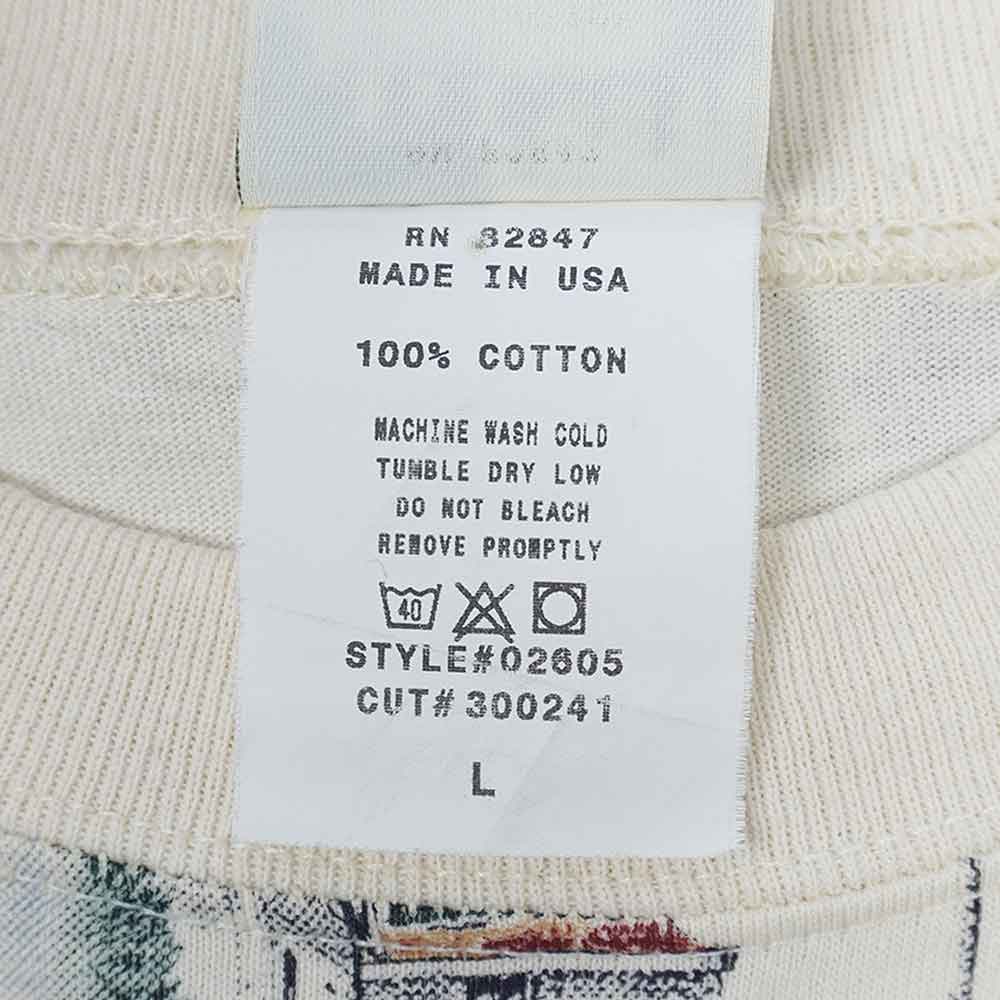 RN 82847
MADE IN USA
100% COTTON
MACHINE WASH COLD
TUMBLE DRY LOW
DO NOT BLEACH
REMOVE PROMPTLY
40
STYLE#02605
CUT# 300241
L